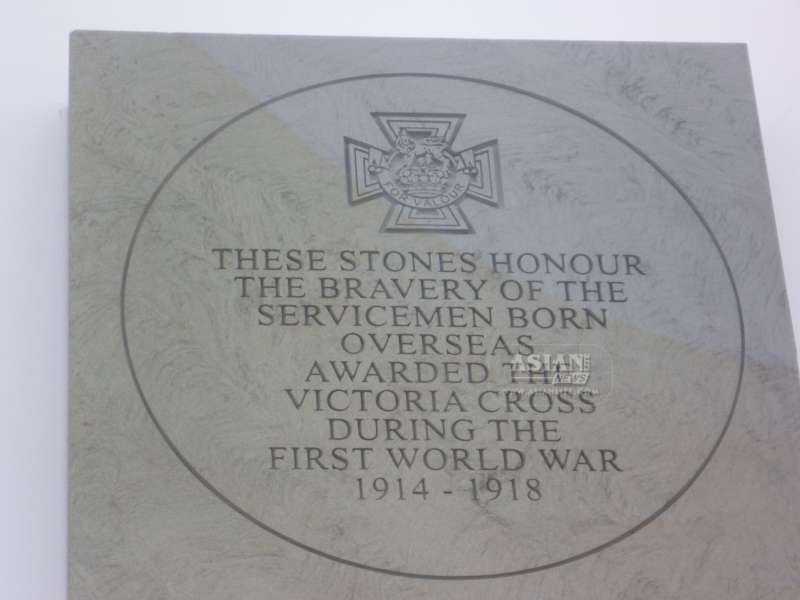 FOR VALOUR
THESE STONES HONOUR
THE BRAVERY OF THE
SERVICEMEN BORN
OVERSEAS
AWARDED THE
VICTORIA CROSS
DURING THE
FIRST WORLD WAR
1914 - 1918
ASIAN
NEWS